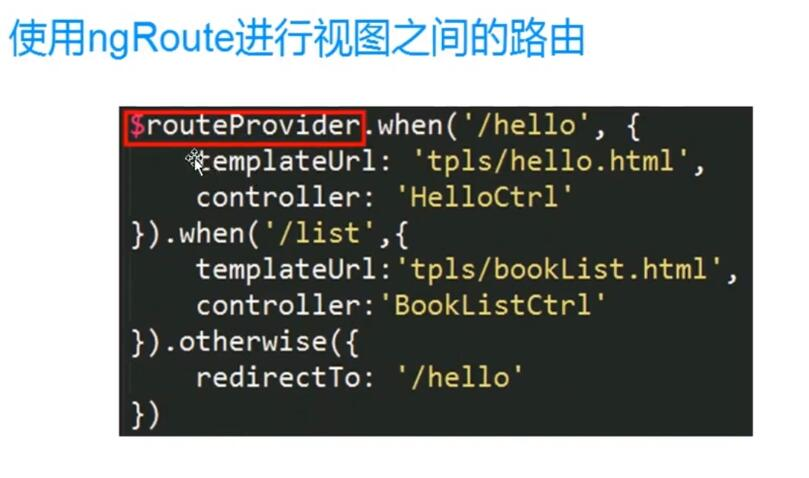 使用ngRoute进行视图之间的路由
$routeProvider.when('/hello', {
    templateUrl: 'tpls/hello.html',
    controller: 'HelloCtrl'
}).when('/list',{
    templateUrl:'tpls/bookList.html',
    controller:'BookListCtrl'
}).otherwise({
    redirectTo: '/hello'
})